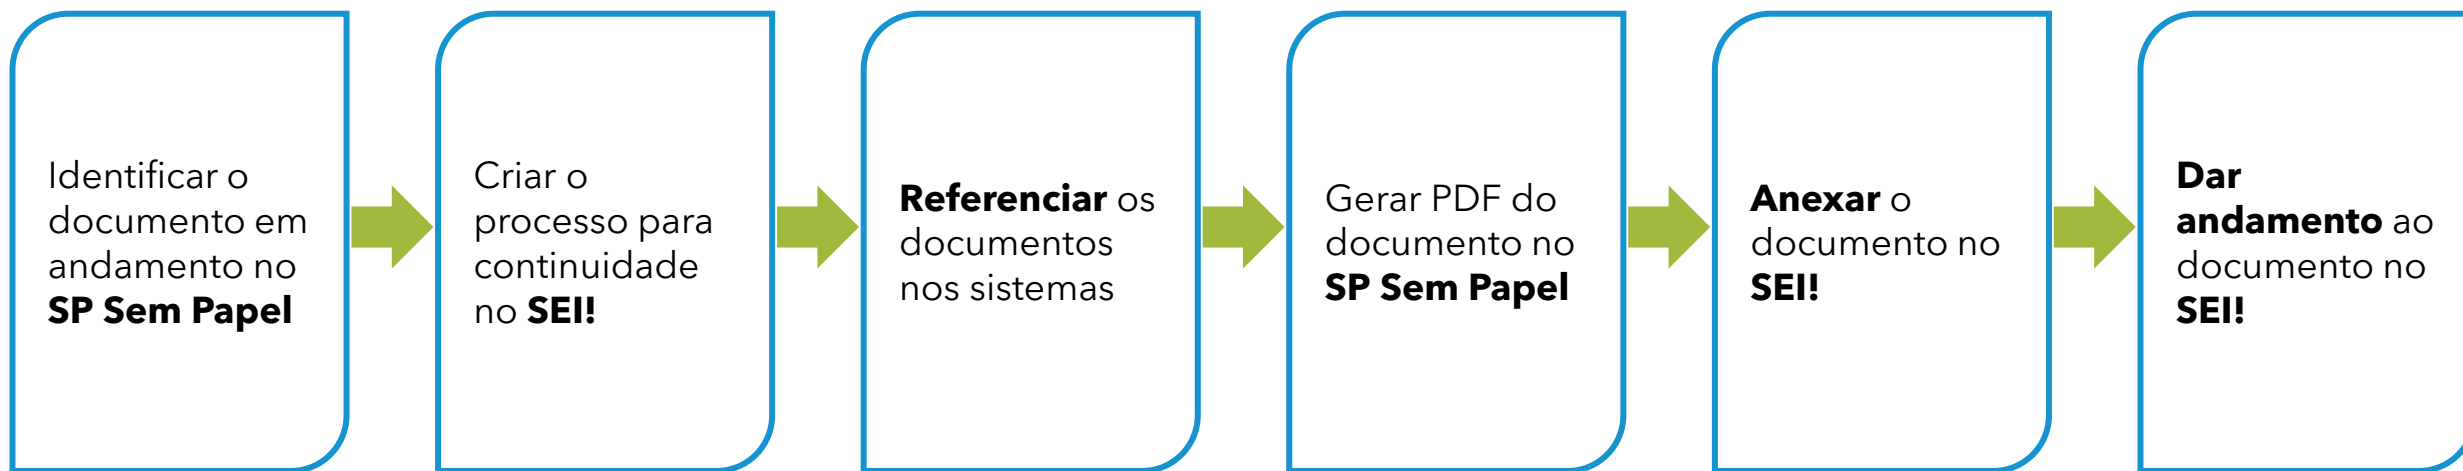 Identificar o
documento em
andamento no
SP Sem Papel
Criar o
processo para
continuidade
no SEI!
Referenciar os
documentos
nos sistemas
Gerar PDF do
documento no
SP Sem Papel
Anexar o
documento no
SEI!
Dar
andamento ao
documento no
SEI!